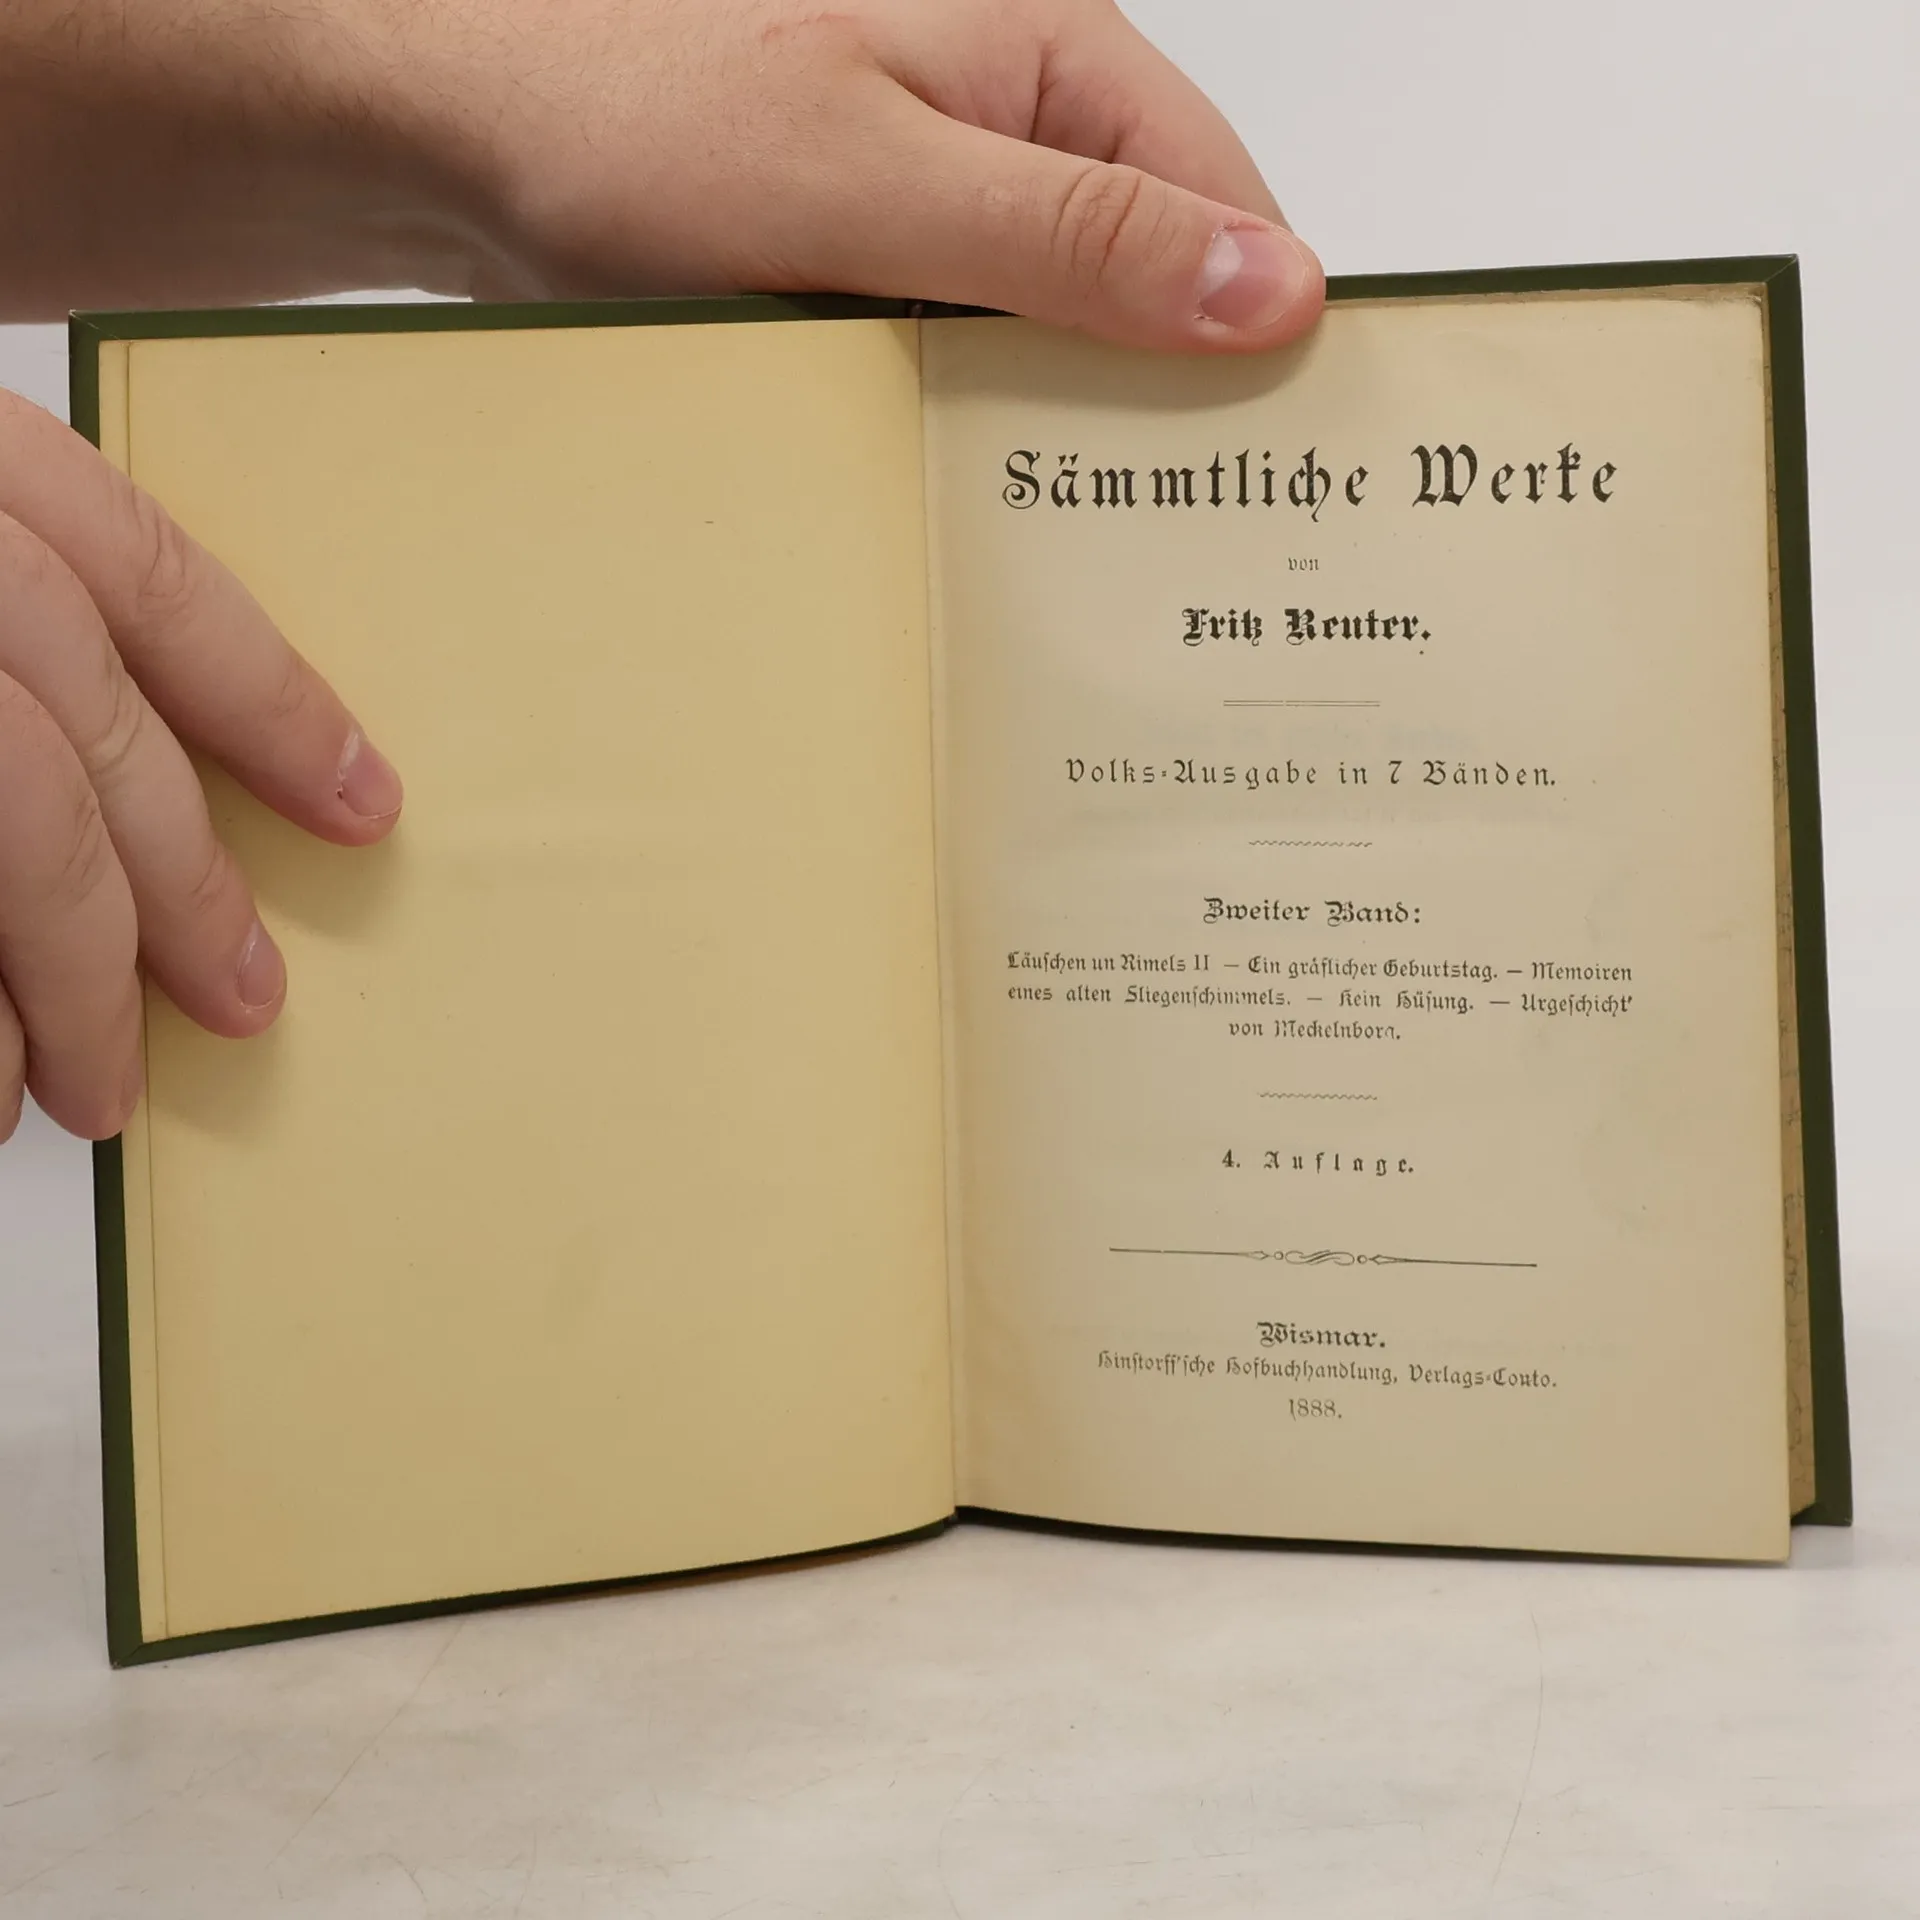 Sämmtliche Werke
von
Fritz Reuter.
Volks-Ausgabe in 7 Bänden.
Zweiter Band:
Läuschen un Rimels II — Ein gräflicher Geburtstag. — Memoiren
eines alten Fliegenschimmels. — Kein Hüsung. — Urgeschicht'
von Meckelnborg.
4. Auflage.
Wismar.
Hinstorff'sche Hofbuchhandlung, Verlags-Conto.
1888.